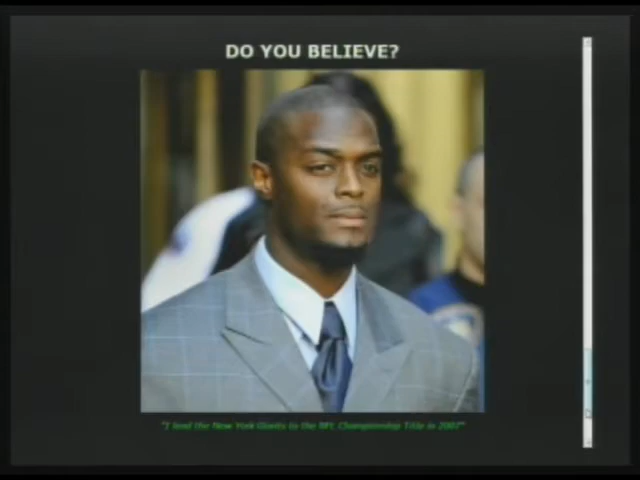 DO YOU BELIEVE?
"I lead the New York Giants to the NFL Championship Title in 2007"